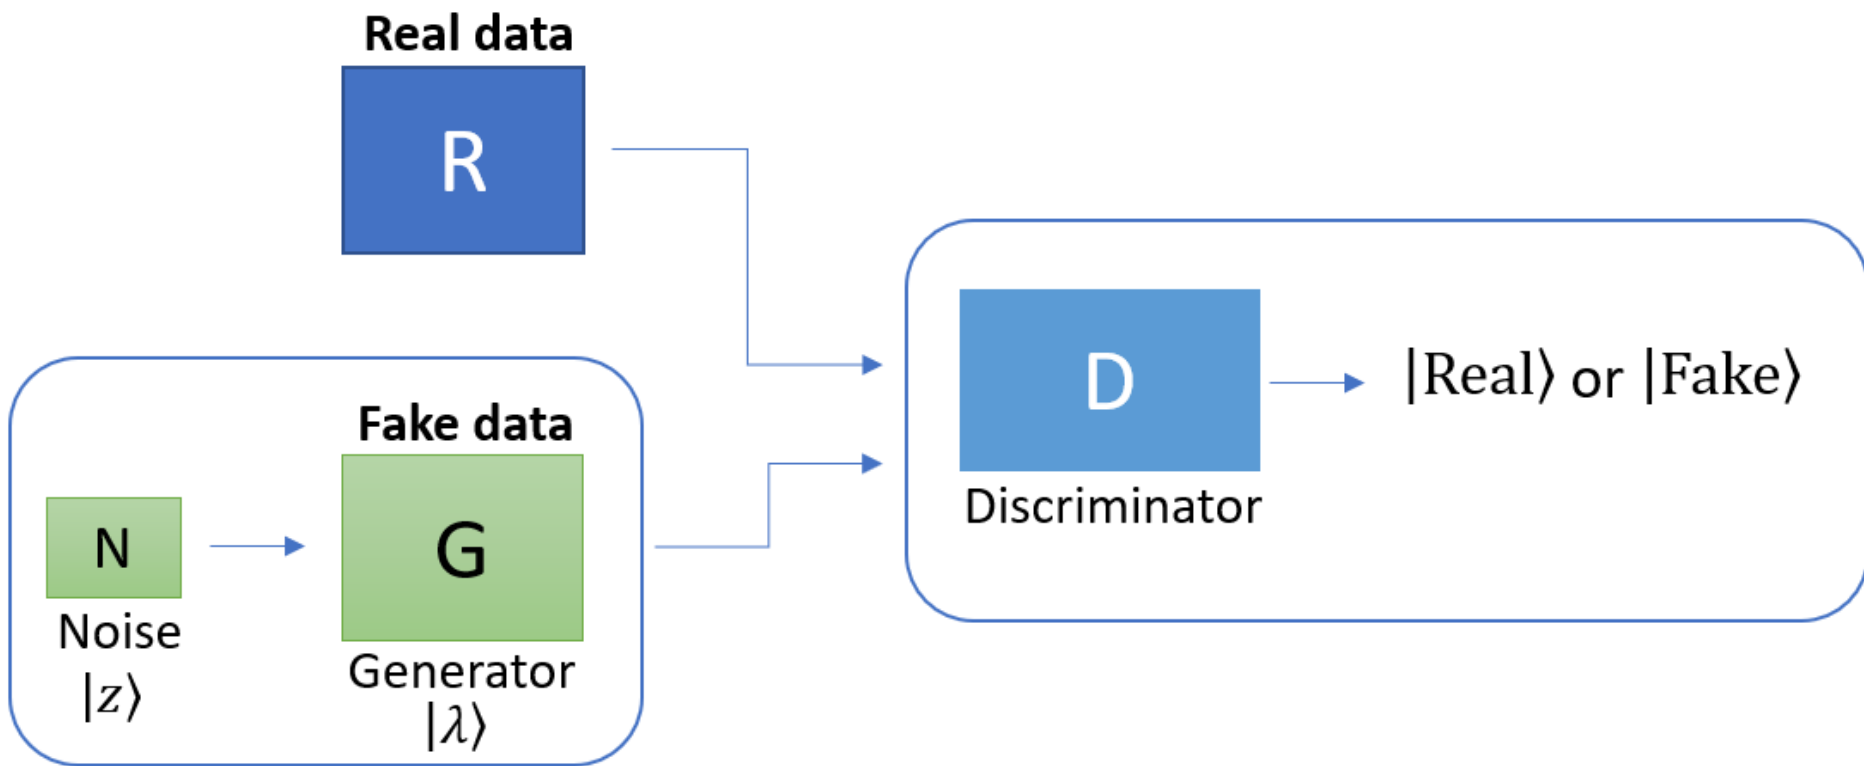 Real data
R
Fake data
N
G
Noise
|z⟩
Generator
|λ⟩
D
Discriminator
|Real⟩ or |Fake⟩